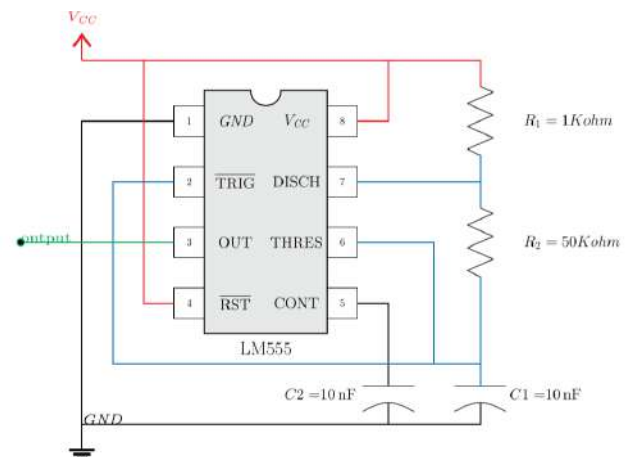 VCC
1 GND VCC 8
R1 = 1Kohm
2 TRIG DISCH 7
output
3 OUT THRES 6
R2 = 50Kohm
4 RST CONT 5
LM555
C2 =10 nF
C1 =10 nF
GND